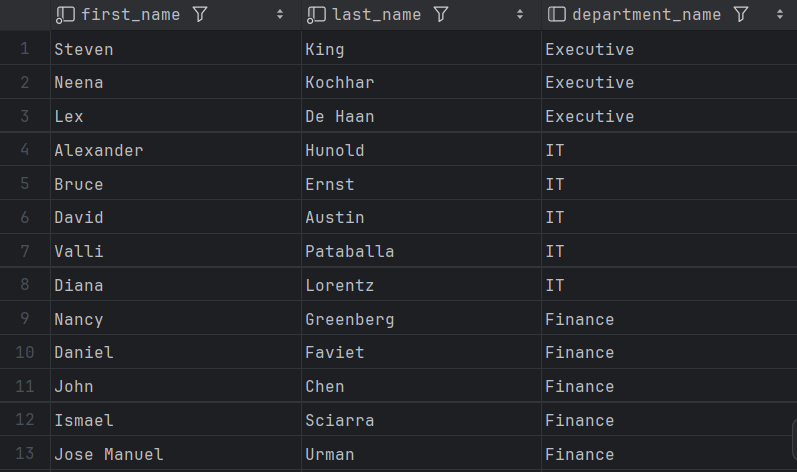 first_name last_name department_name
1 Steven King Executive
2 Neena Kochhar Executive
3 Lex De Haan Executive
4 Alexander Hunold IT
5 Bruce Ernst IT
6 David Austin IT
7 Valli Pataballa IT
8 Diana Lorentz IT
9 Nancy Greenberg Finance
10 Daniel Faviet Finance
11 John Chen Finance
12 Ismael Sciarra Finance
13 Jose Manuel Urman Finance